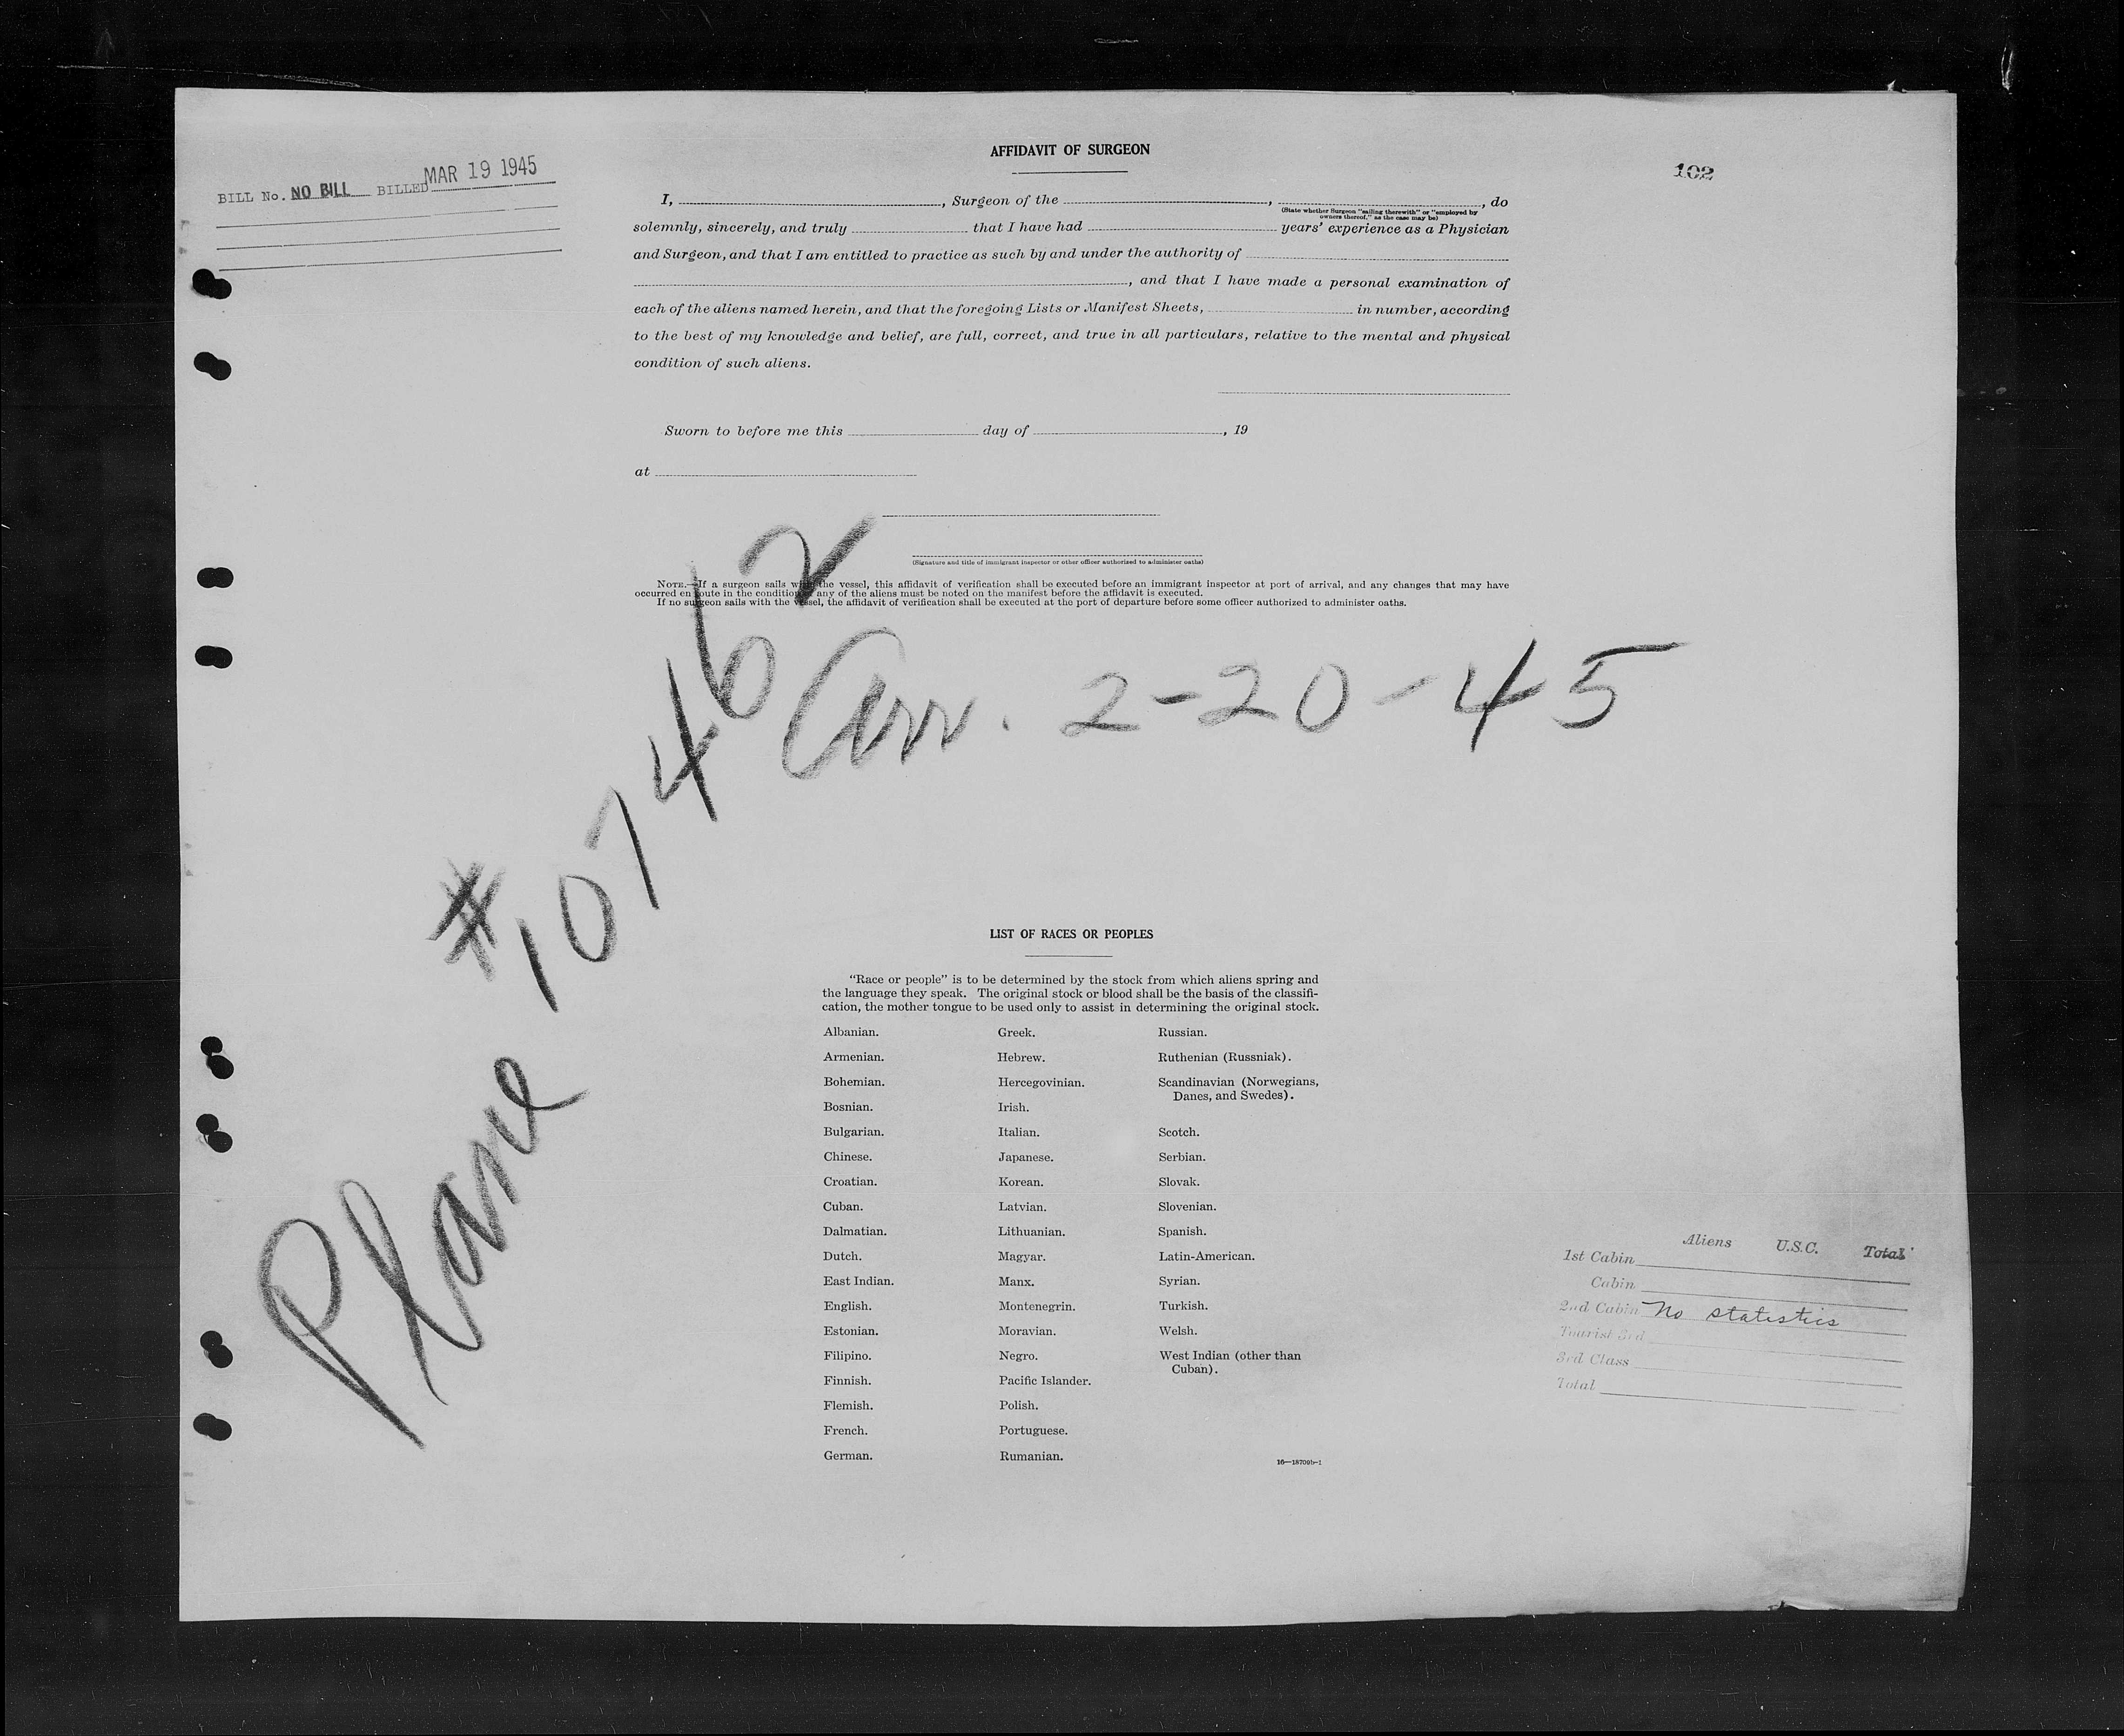 AFFIDAVIT OF SURGEON
102
BILL No. NO BILL BILLED MAR 19 1945
I, , Surgeon of the , , do
(State whether Surgeon "sailing therewith" or "employed by
owners thereof," as the case may be)
solemnly, sincerely, and truly that I have had years' experience as a Physician
and Surgeon, and that I am entitled to practice as such by and under the authority of
, and that I have made a personal examination of
each of the aliens named herein, and that the foregoing Lists or Manifest Sheets, in number, according
to the best of my knowledge and belief, are full, correct, and true in all particulars, relative to the mental and physical
condition of such aliens.
Sworn to before me this day of , 19
at
(Signature and title of immigrant inspector or other officer authorized to administer oaths)
NOTE.—If a surgeon sails with the vessel, this affidavit of verification shall be executed before an immigrant inspector at port of arrival, and any changes that may have
occurred en route in the condition of any of the aliens must be noted on the manifest before the affidavit is executed.
If no surgeon sails with the vessel, the affidavit of verification shall be executed at the port of departure before some officer authorized to administer oaths.
Plane # 107462
Arr. 2-20-45
LIST OF RACES OR PEOPLES
"Race or people" is to be determined by the stock from which aliens spring and
the language they speak. The original stock or blood shall be the basis of the classifi-
cation, the mother tongue to be used only to assist in determining the original stock.
Albanian.
Armenian.
Bohemian.
Bosnian.
Bulgarian.
Chinese.
Croatian.
Cuban.
Dalmatian.
Dutch.
East Indian.
English.
Estonian.
Filipino.
Finnish.
Flemish.
French.
German.
Greek.
Hebrew.
Hercegovinian.
Irish.
Italian.
Japanese.
Korean.
Latvian.
Lithuanian.
Magyar.
Manx.
Montenegrin.
Moravian.
Negro.
Pacific Islander.
Polish.
Portuguese.
Rumanian.
Russian.
Ruthenian (Russniak).
Scandinavian (Norwegians,
Danes, and Swedes).
Scotch.
Serbian.
Slovak.
Slovenian.
Spanish.
Latin-American.
Syrian.
Turkish.
Welsh.
West Indian (other than
Cuban).
16—18709b-1
Aliens U.S.C. Total
1st Cabin
Cabin
2nd Cabin No statistics
Tourist 3rd
3rd Class
Total